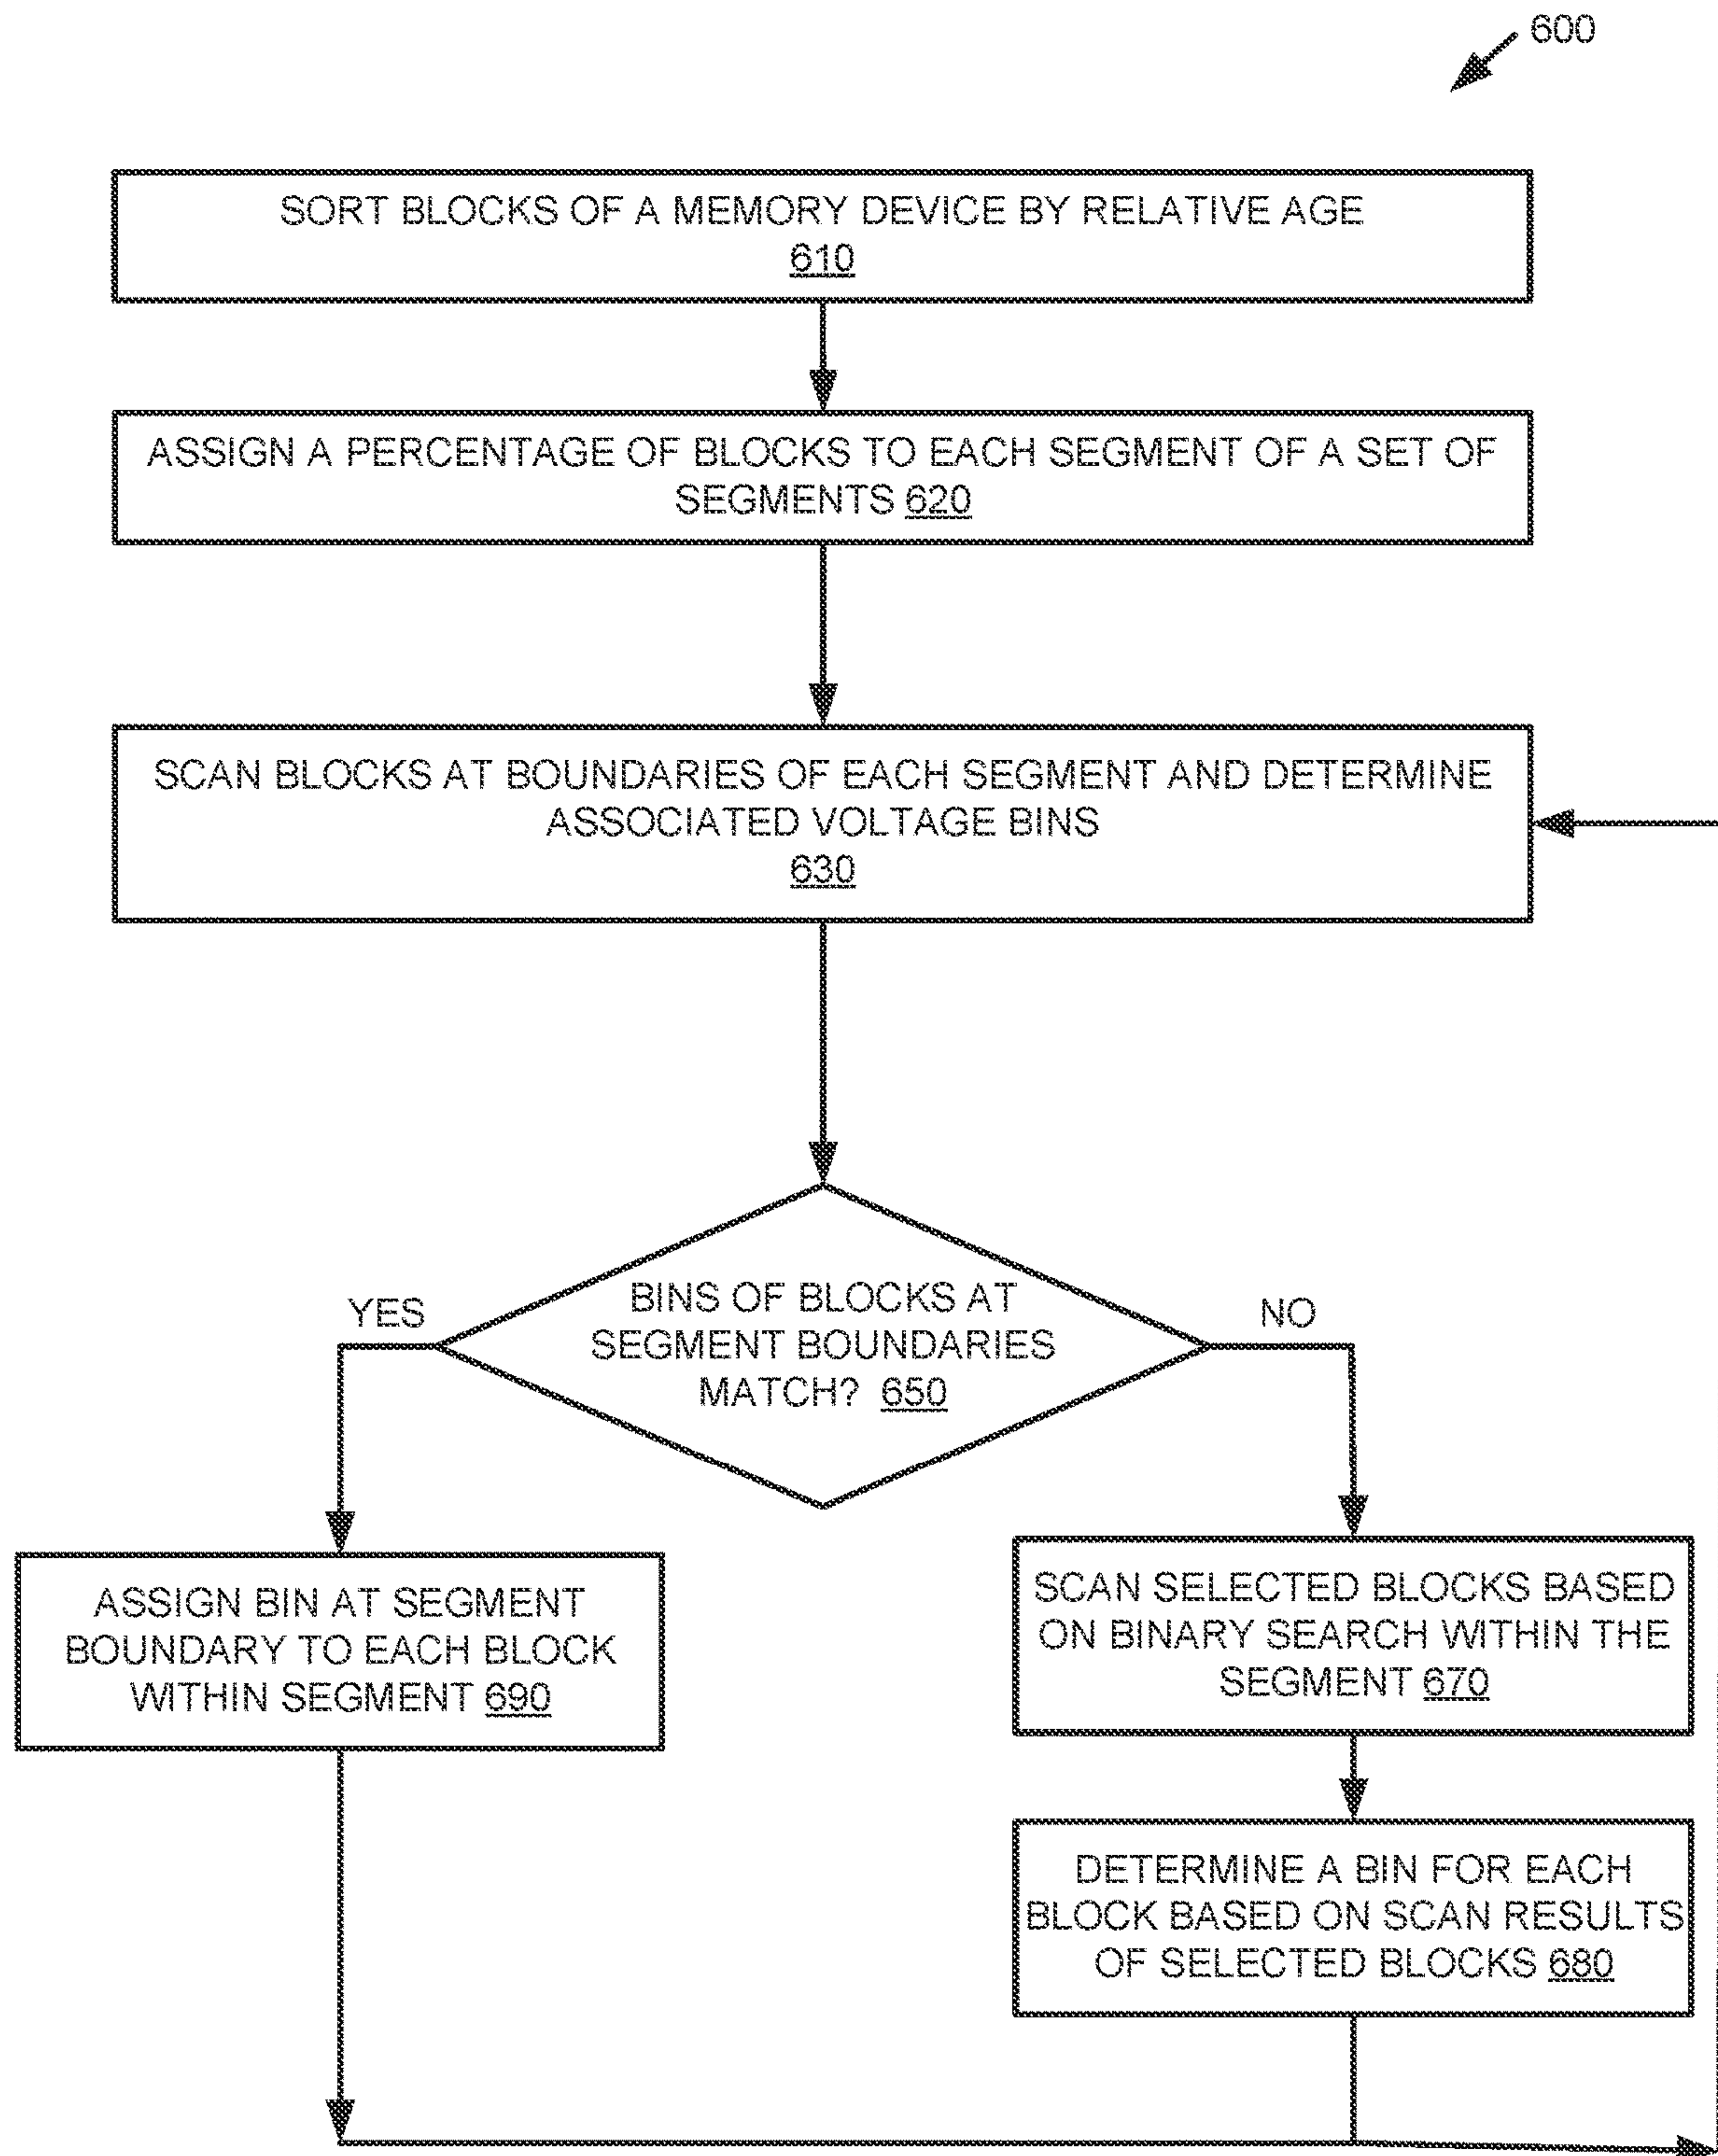 600
SORT BLOCKS OF A MEMORY DEVICE BY RELATIVE AGE
610
ASSIGN A PERCENTAGE OF BLOCKS TO EACH SEGMENT OF A SET OF
SEGMENTS 620
SCAN BLOCKS AT BOUNDARIES OF EACH SEGMENT AND DETERMINE
ASSOCIATED VOLTAGE BINS
630
BINS OF BLOCKS AT
SEGMENT BOUNDARIES
MATCH? 650
YES
NO
ASSIGN BIN AT SEGMENT
BOUNDARY TO EACH BLOCK
WITHIN SEGMENT 690
SCAN SELECTED BLOCKS BASED
ON BINARY SEARCH WITHIN THE
SEGMENT 670
DETERMINE A BIN FOR EACH
BLOCK BASED ON SCAN RESULTS
OF SELECTED BLOCKS 680